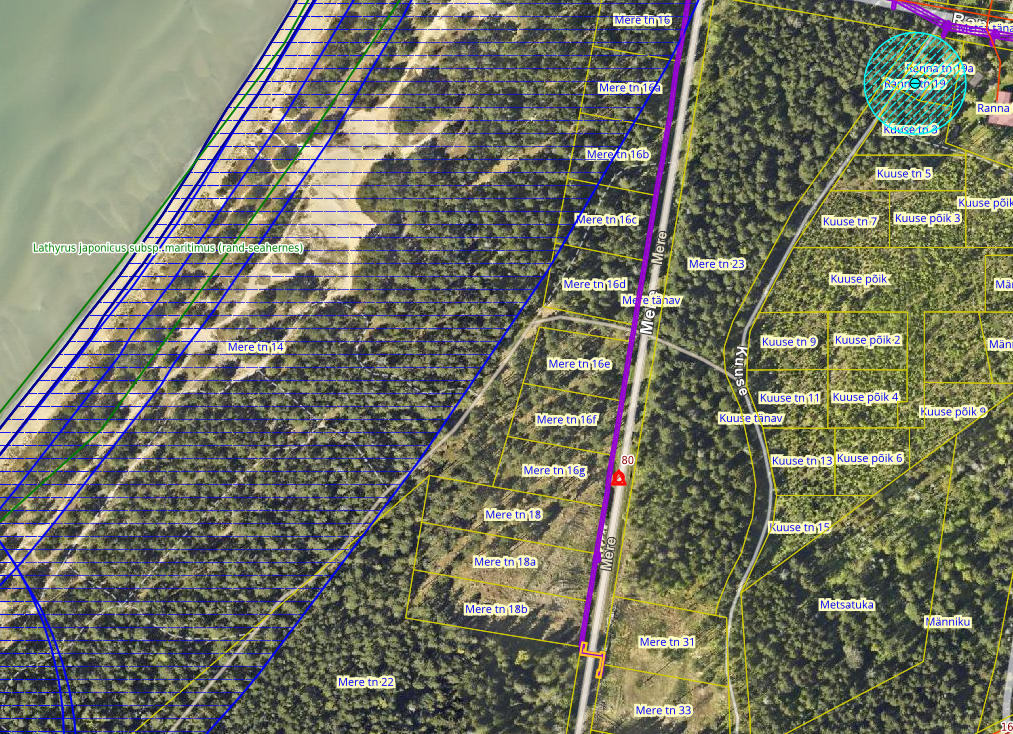 Mere tn 16
Mere täna
Ranna tn 19a
Mere tn 16a
Ranna tn 19
Ranna
Kuuse tn 3
Mere tn 16b
Kuuse tn 5
Kuuse põik
Mere tn 16c
Kuuse tn 7
Kuuse põik 3
Mere
Lathyrus japonicus subsp. maritimus (rand-seahernes)
Mere tn 23
Kuuse põik
Mere tn 16d
Män
Mere tänav
Mere
Mere tn 14
Kuuse tn 9
Kuuse põik 2
Männi
Mere tn 16e
Kuuse
Kuuse tn 11
Kuuse põik 4
Mere tn 16f
Kuuse tänav
Kuuse põik 9
80
Kuuse tn 13
Kuuse põik 6
Mere tn 16g
Mere tn 18
Kuuse tn 15
Mere
Mere tn 18a
Mere tn 18b
Metsatuka
Männiku
Mere tn 31
Mere tn 22
Mere tn 33
16